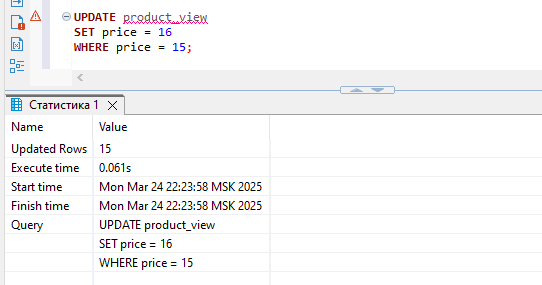 UPDATE product_view
SET price = 16
WHERE price = 15;
Статистика 1
Name Value
Updated Rows 15
Execute time 0.061s
Start time Mon Mar 24 22:23:58 MSK 2025
Finish time Mon Mar 24 22:23:58 MSK 2025
Query UPDATE product_view
SET price = 16
WHERE price = 15